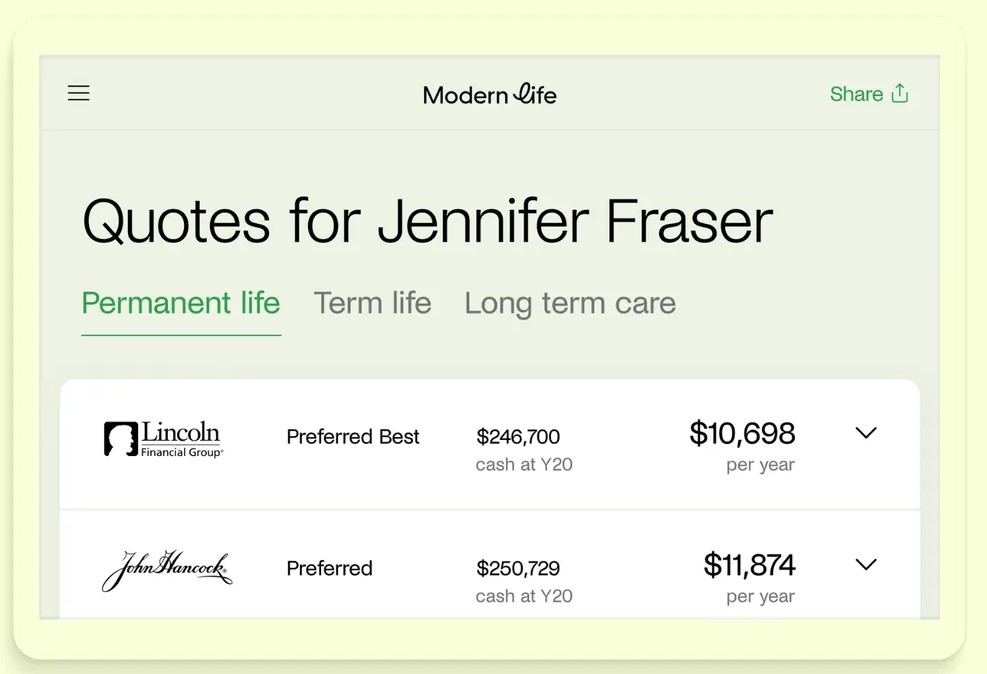 Modern life
Share
Quotes for Jennifer Fraser
Permanent life Term life Long term care
Lincoln
Financial Group®
Preferred Best
$246,700
cash at Y20
$10,698
per year
John Hancock®
Preferred
$250,729
cash at Y20
$11,874
per year